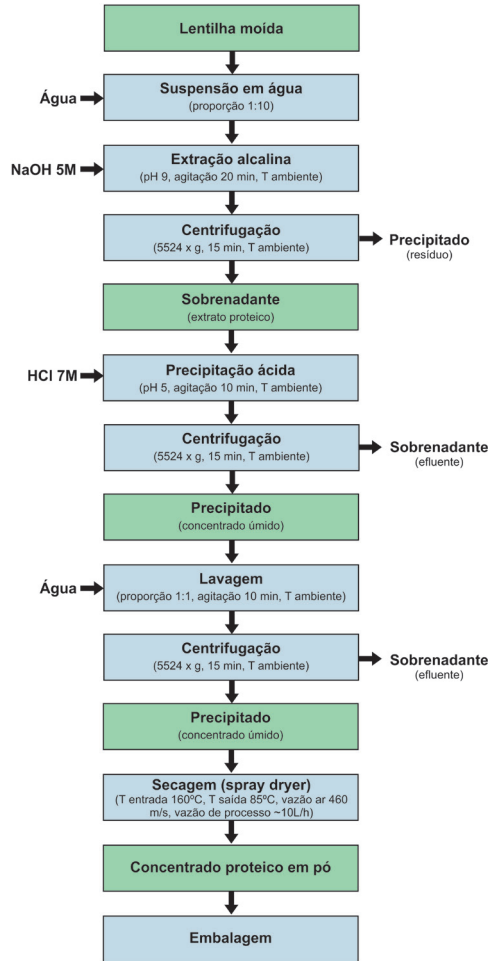 Lentilha moída
Água
Suspensão em água
(proporção 1:10)
NaOH 5M
Extração alcalina
(pH 9, agitação 20 min, T ambiente)
Centrifugação
(5524 x g, 15 min, T ambiente)
Precipitado
(resíduo)
Sobrenadante
(extrato proteico)
HCl 7M
Precipitação ácida
(pH 5, agitação 10 min, T ambiente)
Centrifugação
(5524 x g, 15 min, T ambiente)
Sobrenadante
(efluente)
Precipitado
(concentrado úmido)
Água
Lavagem
(proporção 1:1, agitação 10 min, T ambiente)
Centrifugação
(5524 x g, 15 min, T ambiente)
Sobrenadante
(efluente)
Precipitado
(concentrado úmido)
Secagem (spray dryer)
(T entrada 160ºC, T saída 85ºC, vazão ar 460
m/s, vazão de processo ~10L/h)
Concentrado proteico em pó
Embalagem